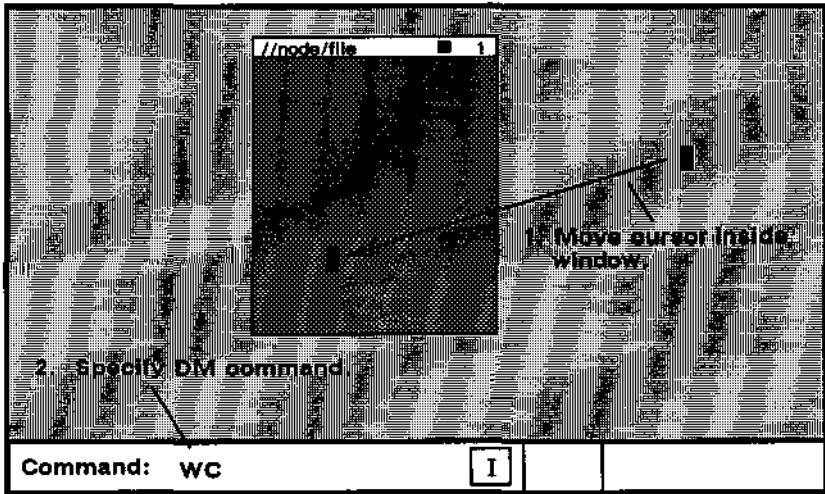 //node/file 1
1. Move cursor inside
window.
2. Specify DM command.
Command: WC I